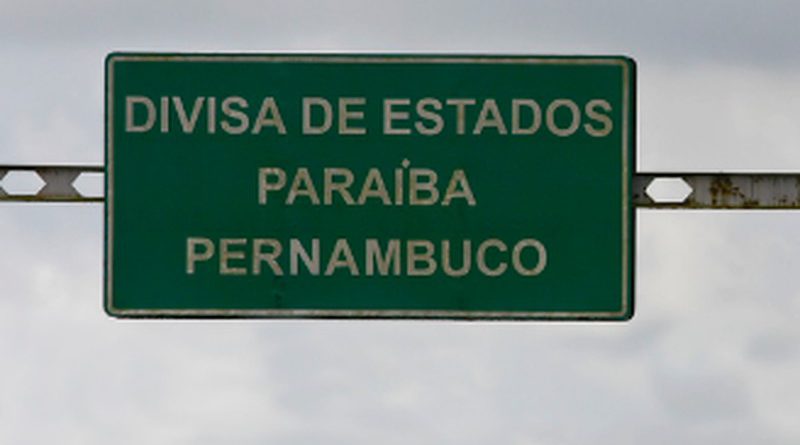 DIVISA DE ESTADOS
PARAÍBA
PERNAMBUCO